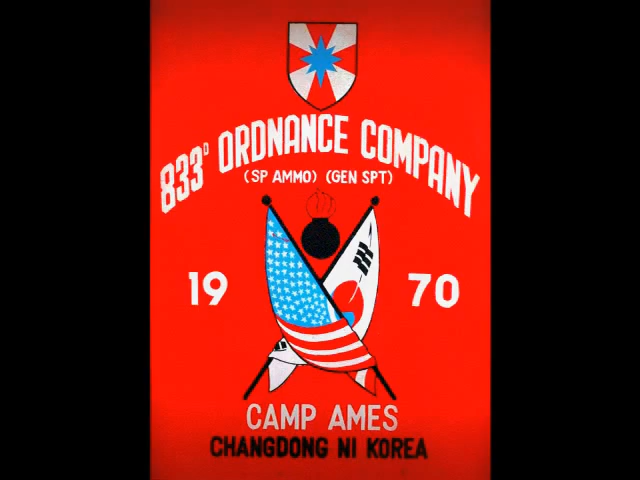 833D ORDNANCE COMPANY
(SP AMMO) (GEN SPT)
19 70
CAMP AMES
CHANGDONG NI KOREA